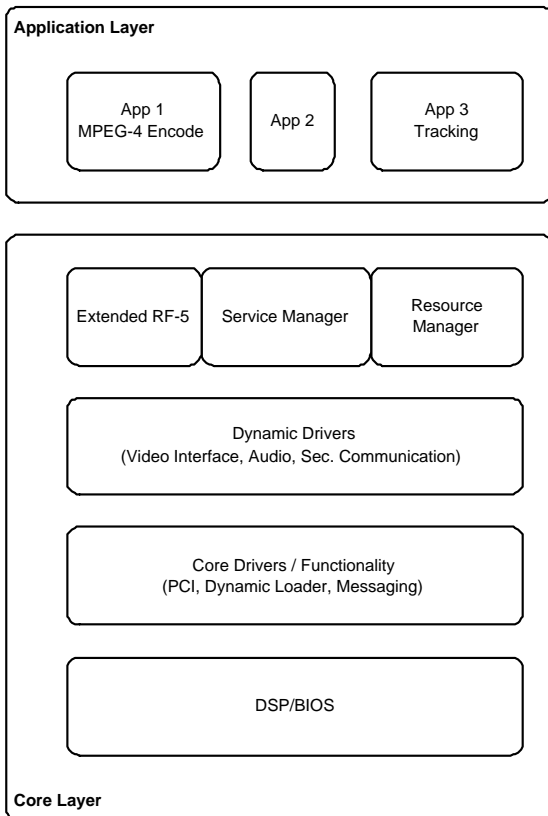 Application Layer
App 1
MPEG-4 Encode
App 2
App 3
Tracking
Extended RF-5
Service Manager
Resource
Manager
Dynamic Drivers
(Video Interface, Audio, Sec. Communication)
Core Drivers / Functionality
(PCI, Dynamic Loader, Messaging)
DSP/BIOS
Core Layer